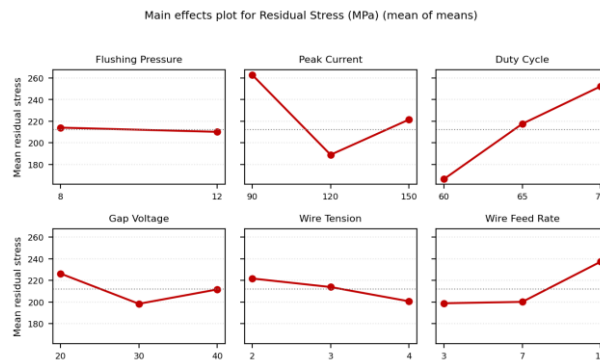 Main effects plot for Residual Stress (MPa) (mean of means)
Flushing Pressure
Peak Current
Duty Cycle
Mean residual stress
260
240
220
200
180
8
12
90
120
150
60
65
Gap Voltage
Wire Tension
Wire Feed Rate
Mean residual stress
260
240
220
200
180
20
30
40
2
3
4
3
7